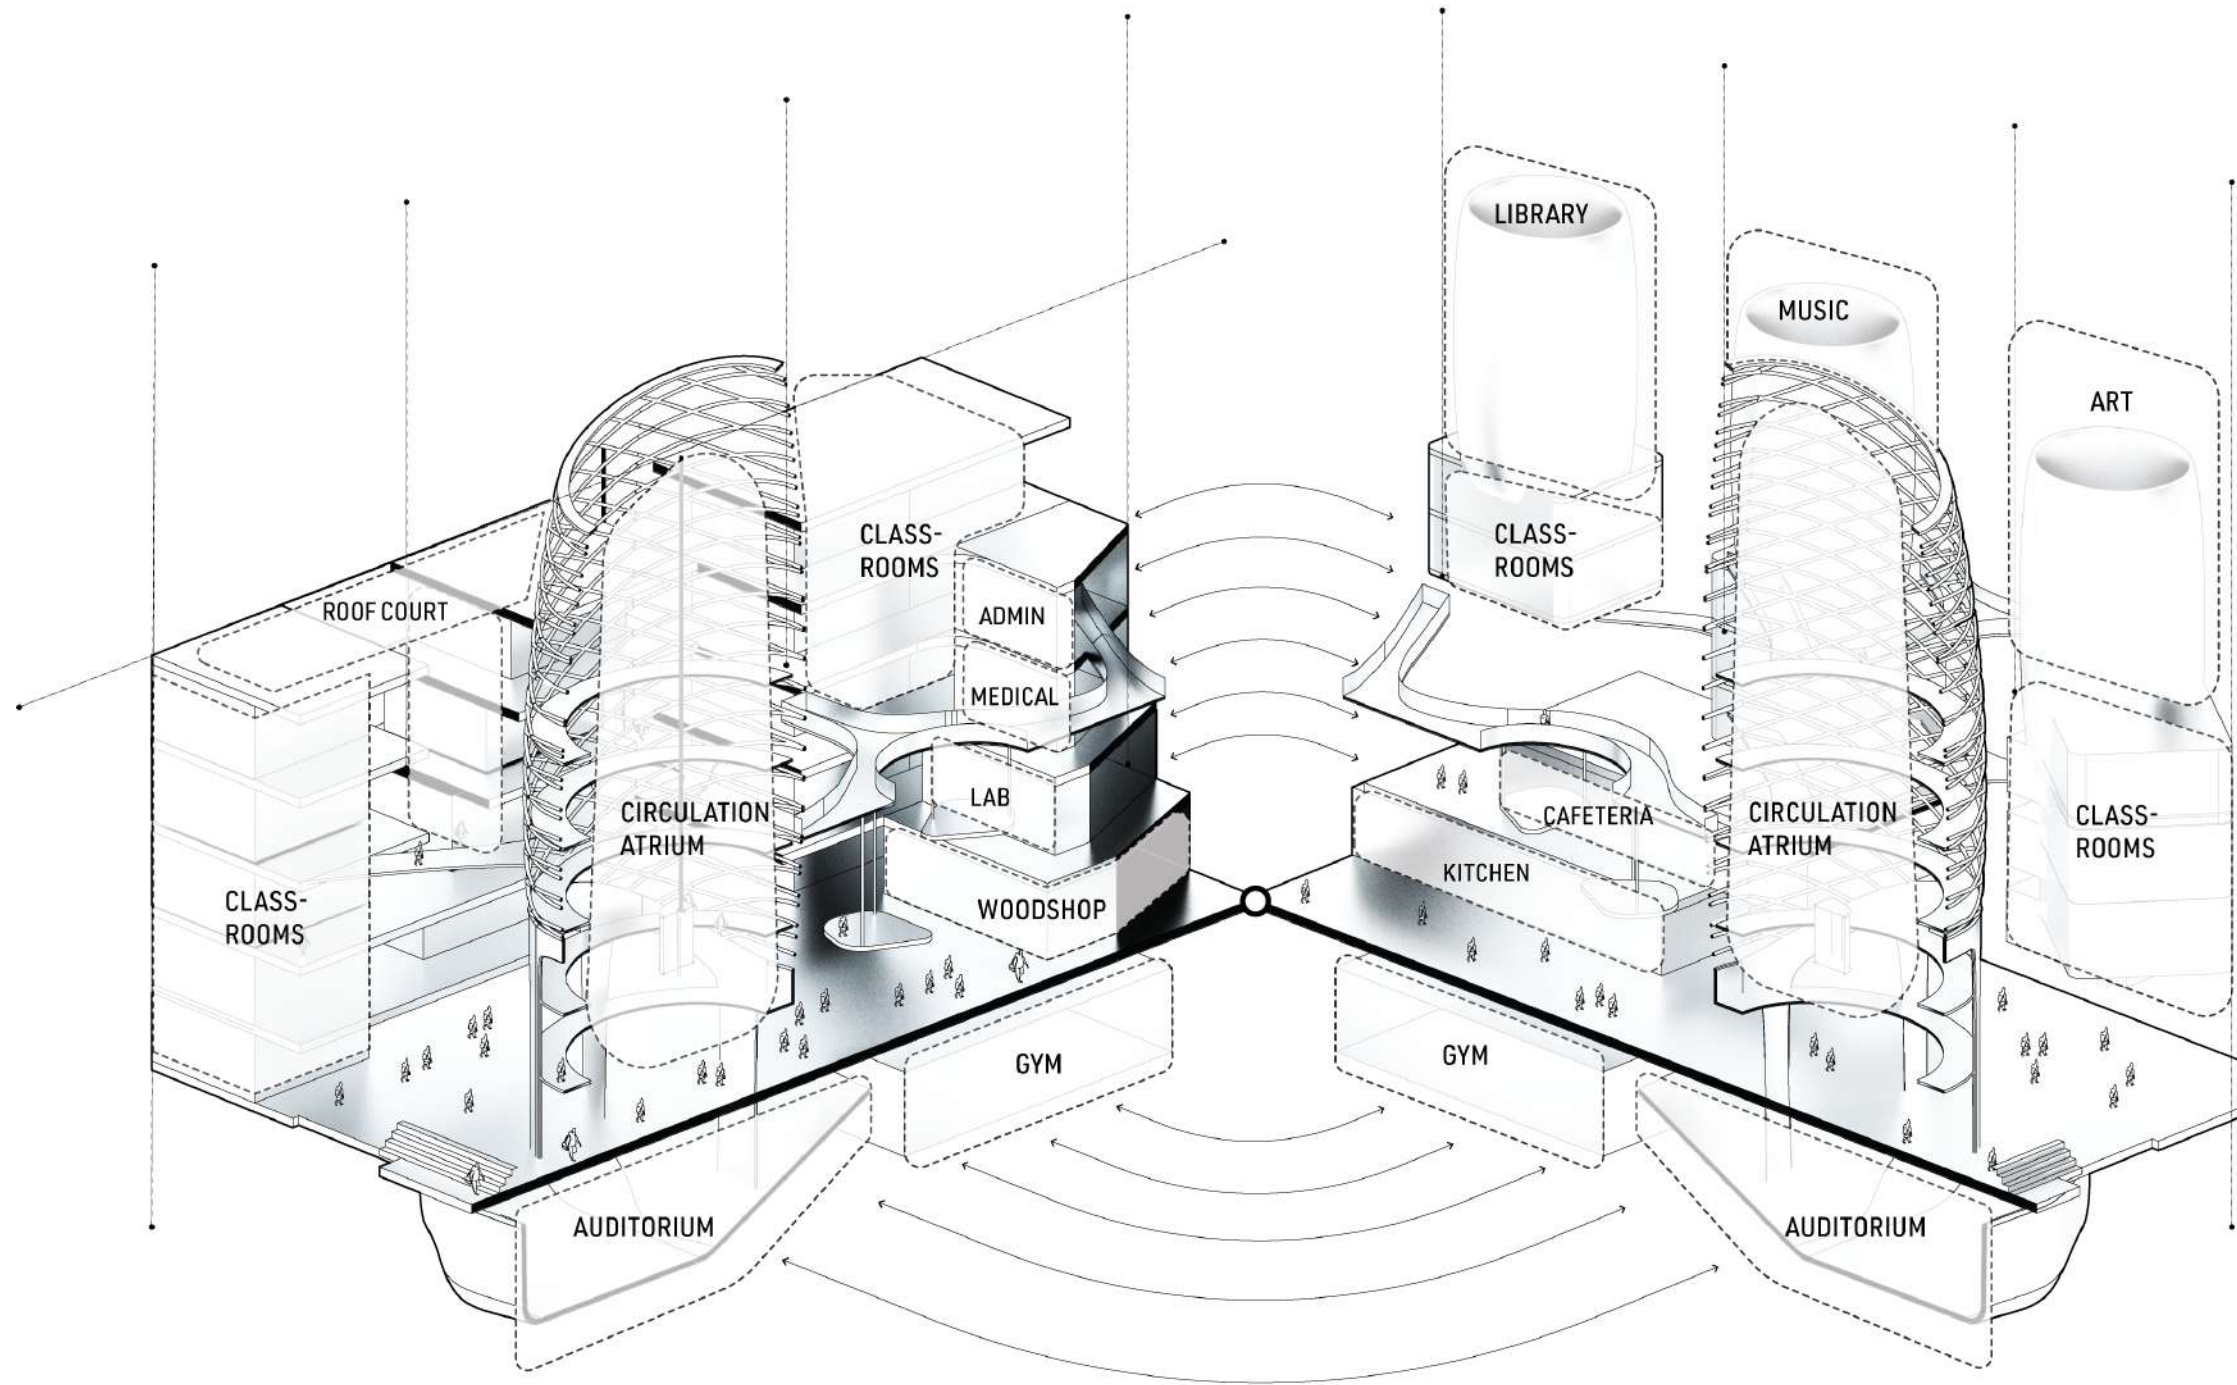 LIBRARY
MUSIC
ART
CLASS-
ROOMS
CLASS-
ROOMS
ROOF COURT
ADMIN
MEDICAL
LAB
CIRCULATION
ATRIUM
CAFETERIA
CIRCULATION
ATRIUM
CLASS-
ROOMS
KITCHEN
CLASS-
ROOMS
WOODSHOP
GYM
GYM
AUDITORIUM
AUDITORIUM